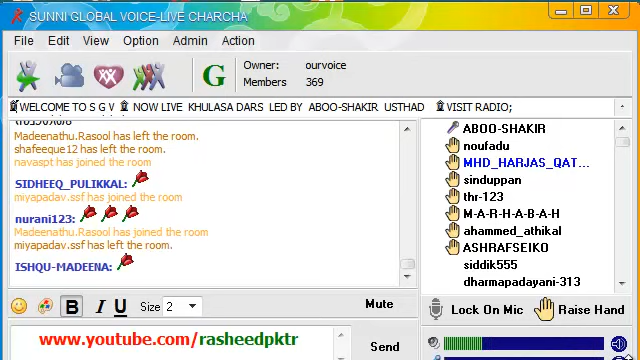 SUNNI GLOBAL VOICE-LIVE CHARCHA
File Edit View Option Admin Action
G
Owner: ourvoice
Members 369
WELCOME TO S G V NOW LIVE KHULASA DARS LED BY ABOO-SHAKIR USTHAD VISIT RADIO;
Madeenathu.Rasool has left the room.
shafeeque12 has left the room.
navaspt has joined the room
SIDHEEQ_PULIKKAL:
miyapadav.ssf has joined the room
nurani123:
Madeenathu.Rasool has joined the room
miyapadav.ssf has left the room.
ISHQU-MADEENA:
ABOO-SHAKIR
noufadu
MHD_HARJAS_QAT...
sinduppan
thr-123
M-A-R-H-A-B-A-H
ahammed_athikal
ASHRAFSEIKO
siddik555
dharmapadayani-313
B I U Size 2
Mute
Lock On Mic Raise Hand
www.youtube.com/rasheedpktr
Send